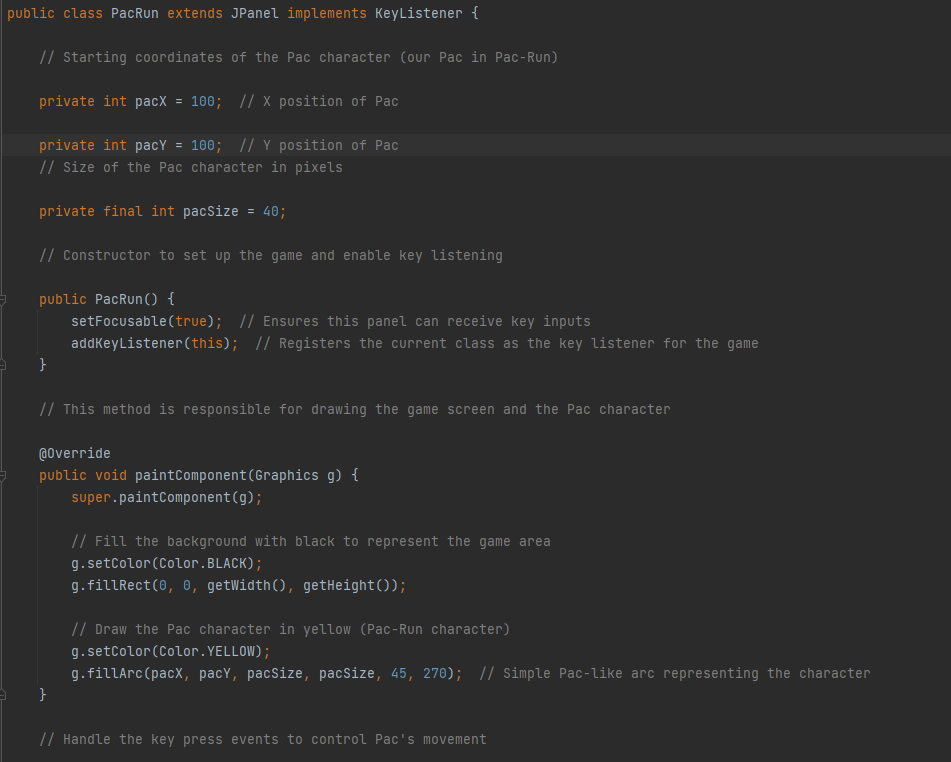 public class PacRun extends JPanel implements KeyListener {
// Starting coordinates of the Pac character (our Pac in Pac-Run)
private int pacX = 100;  // X position of Pac
private int pacY = 100;  // Y position of Pac
// Size of the Pac character in pixels
private final int pacSize = 40;
// Constructor to set up the game and enable key listening
public PacRun() {
setFocusable(true);  // Ensures this panel can receive key inputs
addKeyListener(this);  // Registers the current class as the key listener for the game
}
// This method is responsible for drawing the game screen and the Pac character
@Override
public void paintComponent(Graphics g) {
super.paintComponent(g);
// Fill the background with black to represent the game area
g.setColor(Color.BLACK);
g.fillRect(0, 0, getWidth(), getHeight());
// Draw the Pac character in yellow (Pac-Run character)
g.setColor(Color.YELLOW);
g.fillArc(pacX, pacY, pacSize, pacSize, 45, 270);  // Simple Pac-like arc representing the character
}
// Handle the key press events to control Pac's movement